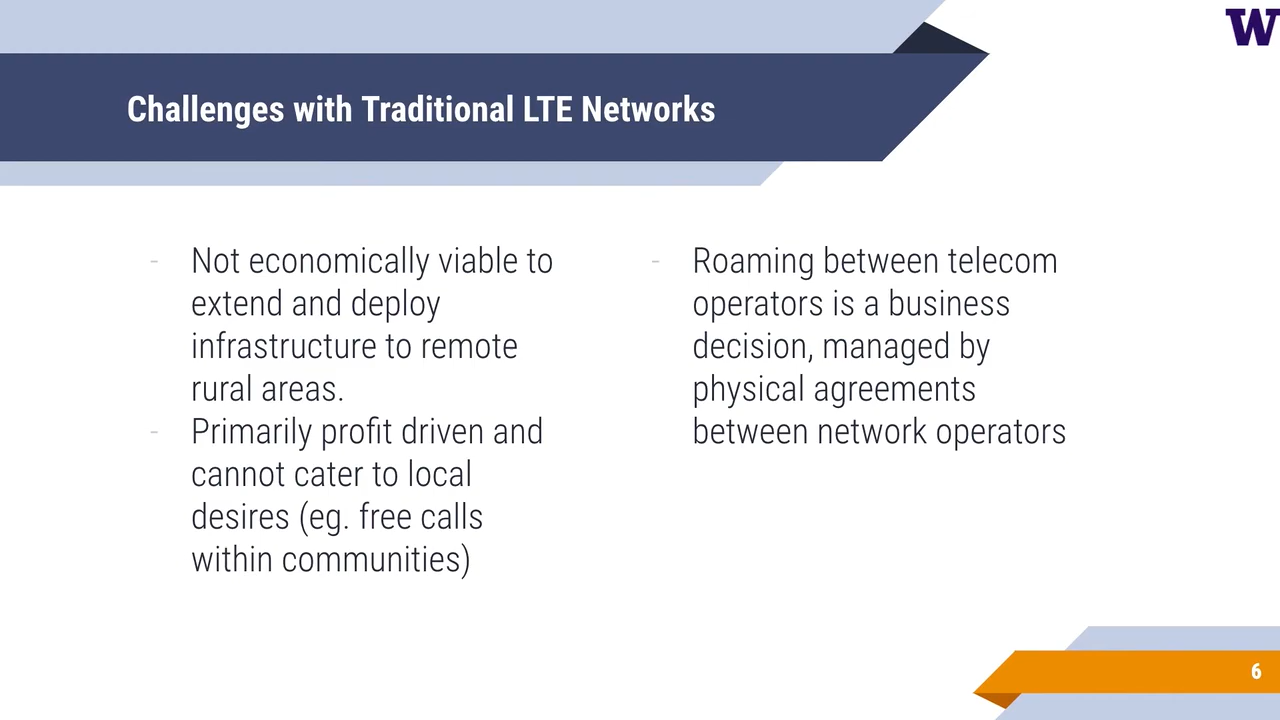 W
Challenges with Traditional LTE Networks
- Not economically viable to
extend and deploy
infrastructure to remote
rural areas.
- Primarily profit driven and
cannot cater to local
desires (eg. free calls
within communities)
- Roaming between telecom
operators is a business
decision, managed by
physical agreements
between network operators
6